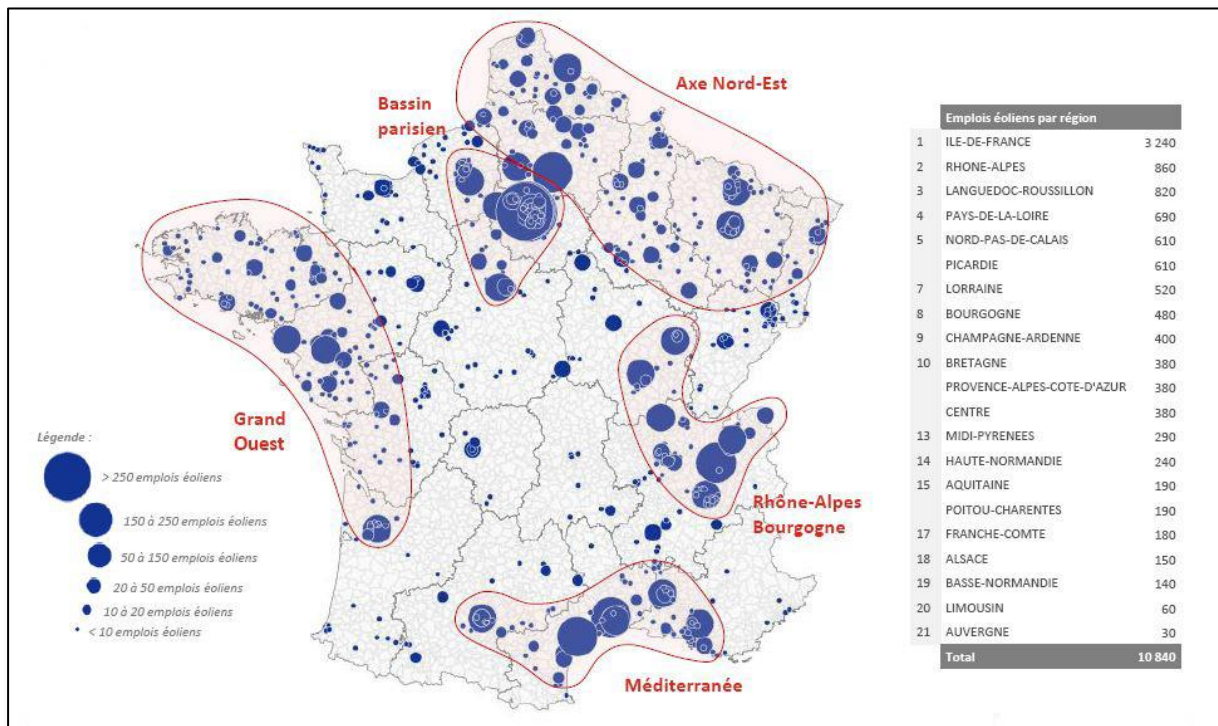 Axe Nord-Est
Bassin
parisien
Grand
Ouest
Rhône-Alpes
Bourgogne
Méditerranée
Légende :
> 250 emplois éoliens
150 à 250 emplois éoliens
50 à 150 emplois éoliens
20 à 50 emplois éoliens
10 à 20 emplois éoliens
< 10 emplois éoliens
Emplois éoliens par région
1 ILE-DE-FRANCE 3 240
2 RHONE-ALPES 860
3 LANGUEDOC-ROUSSILLON 820
4 PAYS-DE-LA-LOIRE 690
5 NORD-PAS-DE-CALAIS 610
PICARDIE 610
7 LORRAINE 520
8 BOURGOGNE 480
9 CHAMPAGNE-ARDENNE 400
10 BRETAGNE 380
PROVENCE-ALPES-COTE-D'AZUR 380
CENTRE 380
13 MIDI-PYRENEES 290
14 HAUTE-NORMANDIE 240
15 AQUITAINE 190
POITOU-CHARENTES 190
17 FRANCHE-COMTE 180
18 ALSACE 150
19 BASSE-NORMANDIE 140
20 LIMOUSIN 60
21 AUVERGNE 30
Total 10 840